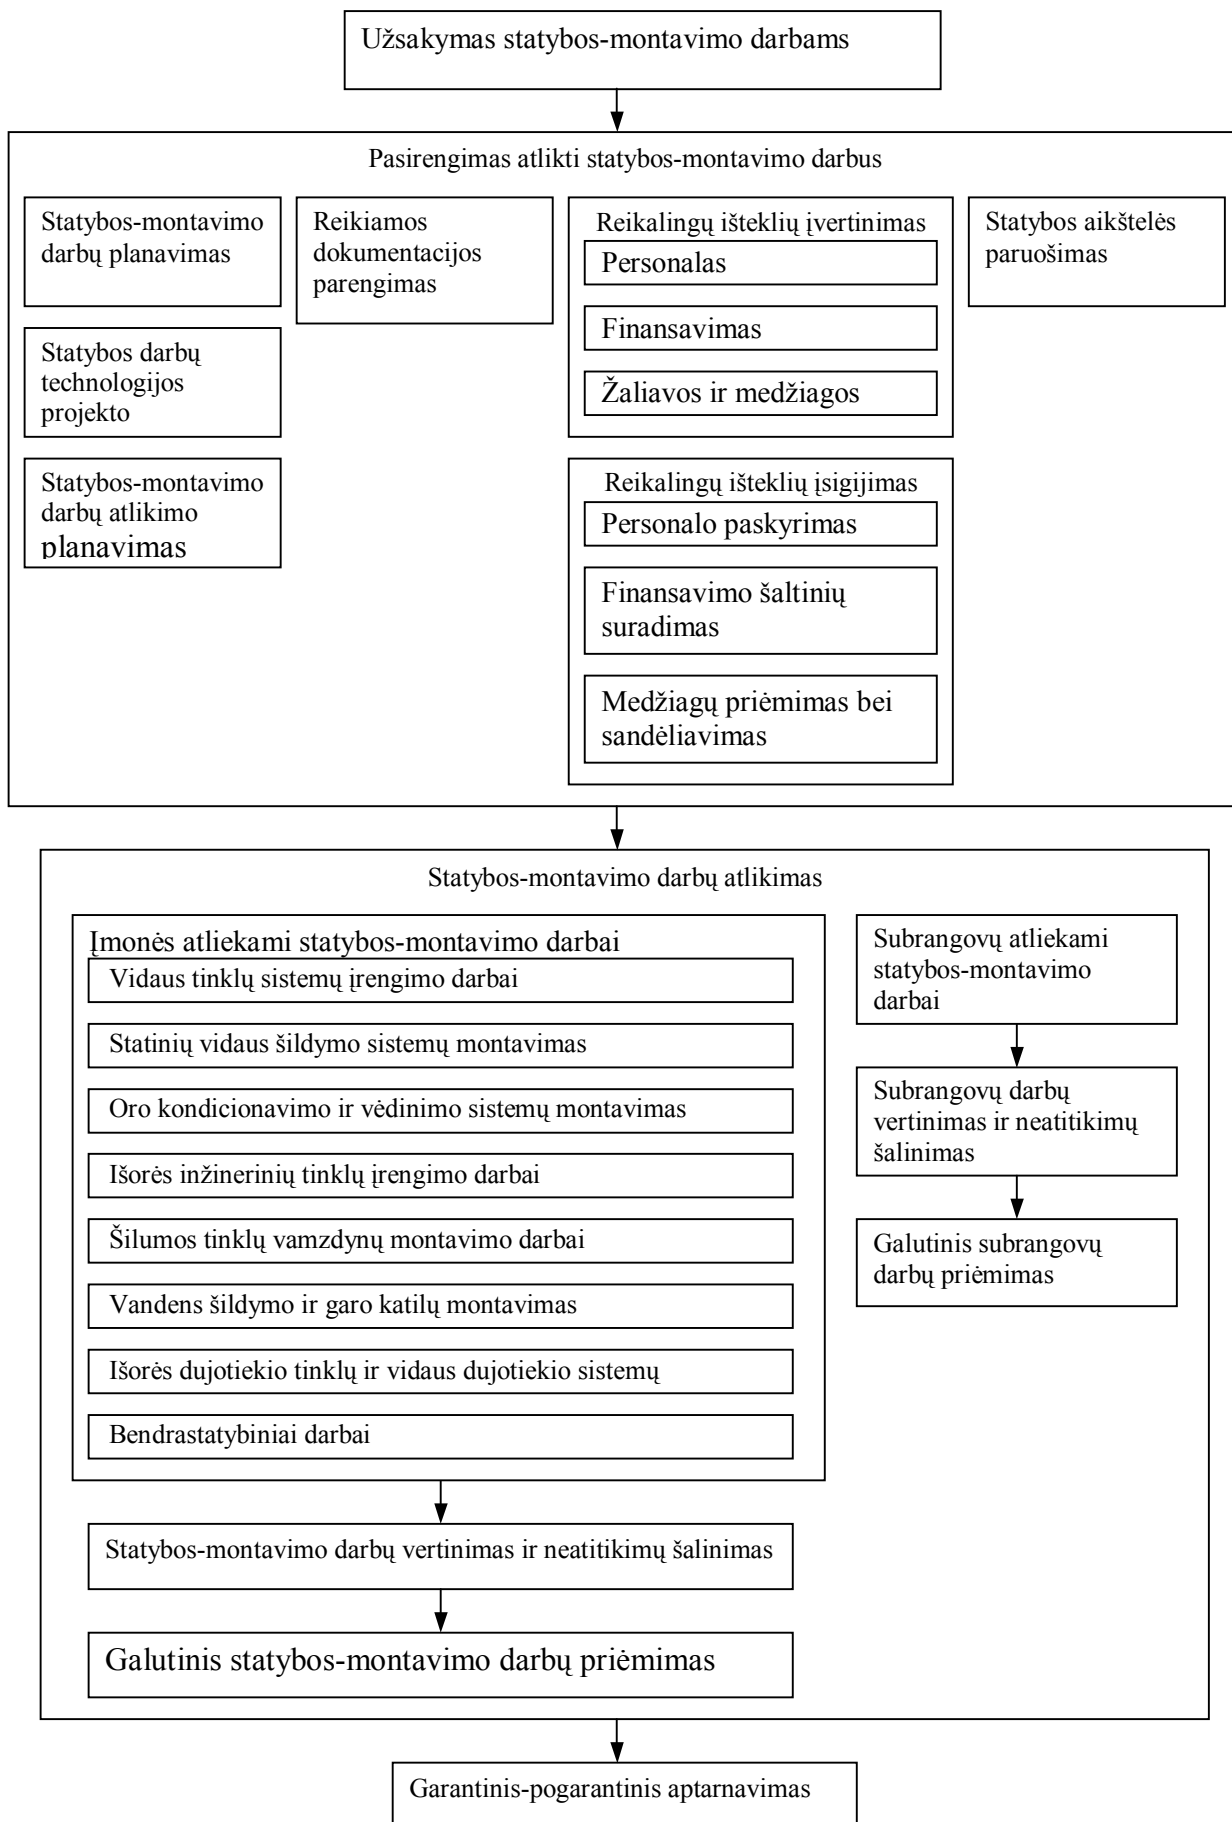 Užsakymas statybos-montavimo darbams
Pasirengimas atlikti statybos-montavimo darbus
Statybos-montavimo
darbų planavimas
Statybos darbų
technologijos
projekto
Statybos-montavimo
darbų atlikimo
planavimas
Reikiamos
dokumentacijos
parengimas
Reikalingų išteklių įvertinimas
Personalas
Finansavimas
Žaliavos ir medžiagos
Reikalingų išteklių įsigijimas
Personalo paskyrimas
Finansavimo šaltinių
suradimas
Medžiagų priėmimas bei
sandėliavimas
Statybos aikštelės
paruošimas
Statybos-montavimo darbų atlikimas
Įmonės atliekami statybos-montavimo darbai
Vidaus tinklų sistemų įrengimo darbai
Statinių vidaus šildymo sistemų montavimas
Oro kondicionavimo ir vėdinimo sistemų montavimas
Išorės inžinerinių tinklų įrengimo darbai
Šilumos tinklų vamzdynų montavimo darbai
Vandens šildymo ir garo katilų montavimas
Išorės dujotiekio tinklų ir vidaus dujotiekio sistemų
Bendrastatybiniai darbai
Statybos-montavimo darbų vertinimas ir neatitikimų šalinimas
Galutinis statybos-montavimo darbų priėmimas
Subrangovų atliekami
statybos-montavimo
darbai
Subrangovų darbų
vertinimas ir neatitikimų
šalinimas
Galutinis subrangovų
darbų priėmimas
Garantinis-pogarantinis aptarnavimas